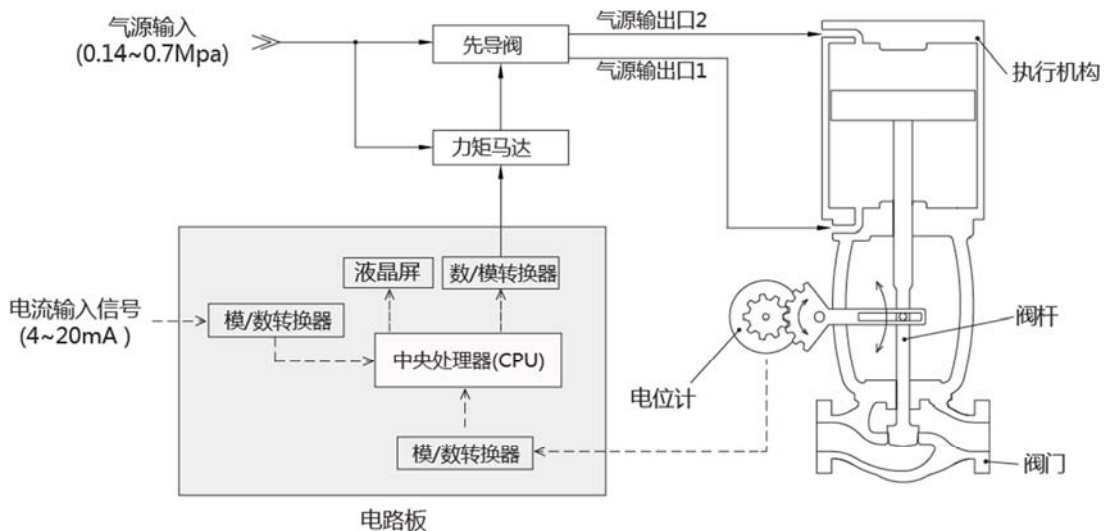 气源输入
(0.14~0.7Mpa)
先导阀
气源输出口2
气源输出口1
执行机构
力矩马达
液晶屏
数/模转换器
电流输入信号
(4~20mA )
模/数转换器
中央处理器(CPU)
模/数转换器
电位计
阀杆
阀门
电路板